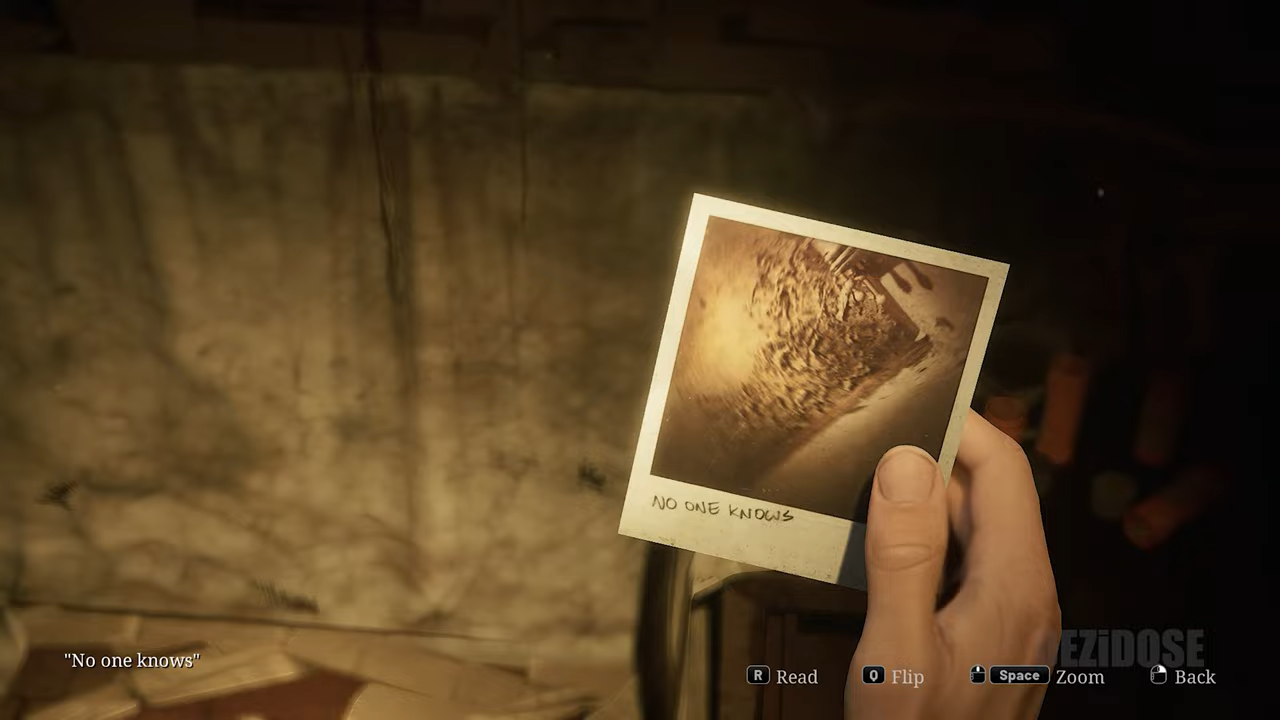 NO ONE KNOWS
EZiDOSE
"No one knows"
R Read
Q Flip
Space Zoom
Back